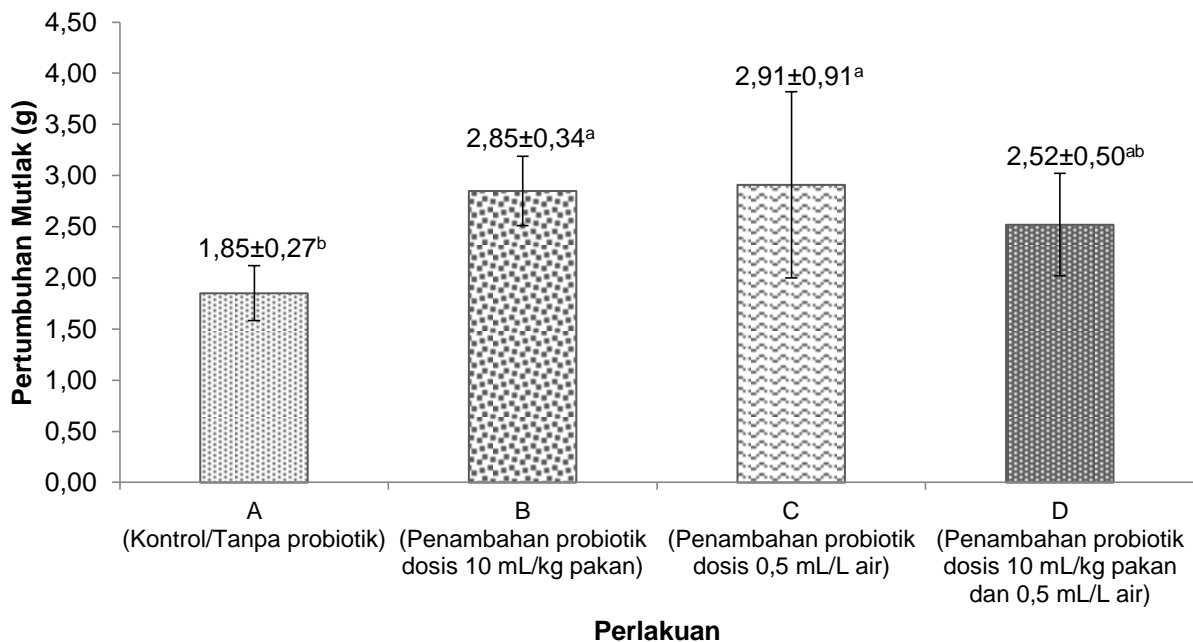 Pertumbuhan Mutlak (g)
4,50
4,00
3,50
3,00
2,50
2,00
1,50
1,00
0,50
0,00
1,85±0,27ᵇ
2,85±0,34ᵃ
2,91±0,91ᵃ
2,52±0,50ᵃᵇ
A
(Kontrol/Tanpa probiotik)
B
(Penambahan probiotik
dosis 10 mL/kg pakan)
C
(Penambahan probiotik
dosis 0,5 mL/L air)
D
(Penambahan probiotik
dosis 10 mL/kg pakan
dan 0,5 mL/L air)
Perlakuan